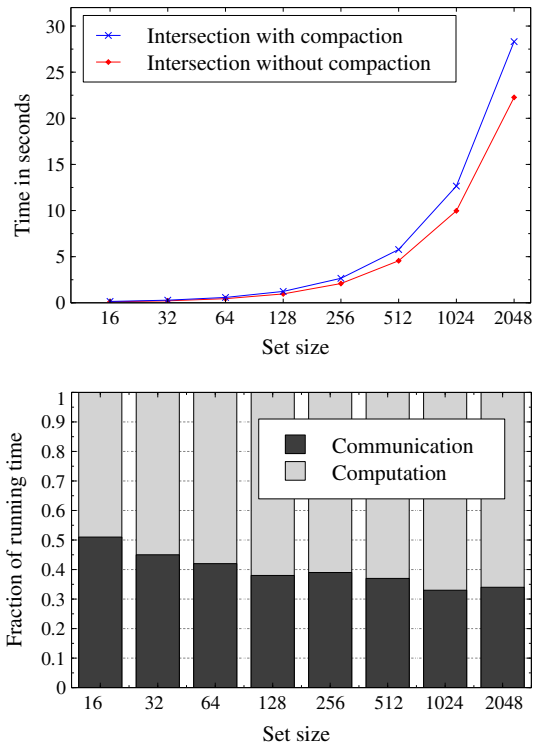 30
25
20
15
10
5
0
Time in seconds
Intersection with compaction
Intersection without compaction
16 32 64 128 256 512 1024 2048
Set size
1
0.9
0.8
0.7
0.6
0.5
0.4
0.3
0.2
0.1
0
Fraction of running time
Communication
Computation
16 32 64 128 256 512 1024 2048
Set size